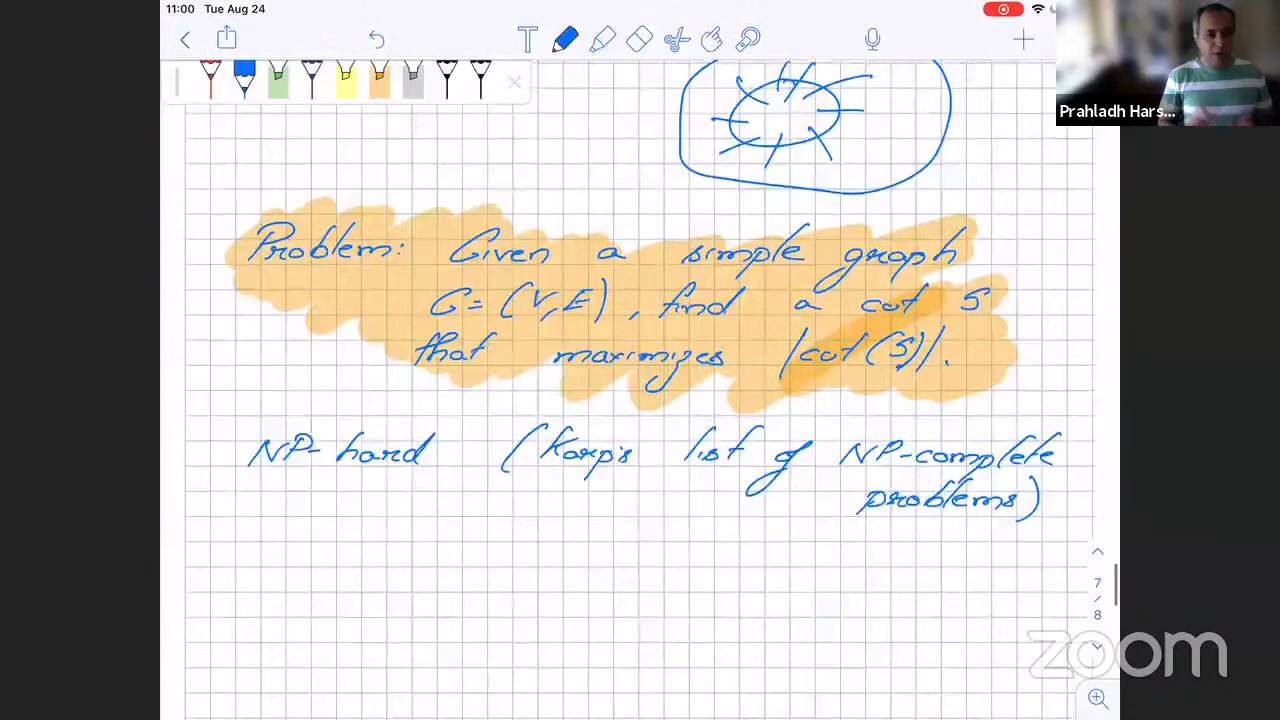 11:00 Tue Aug 24
Prahladh Hars...
Problem: Given a simple graph
G = (V, E), find a cut S
that maximizes |cut(S)|.
NP-hard (Karp's list of NP-complete
problems)
7
/
8
zoom